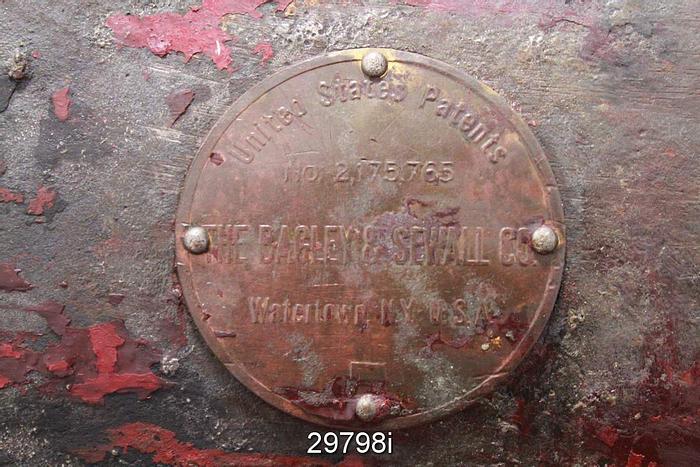 United States Patents
No. 2,175,765
THE BAGLEY & SEWALL CO.
Watertown N.Y. U.S.A.
29798i